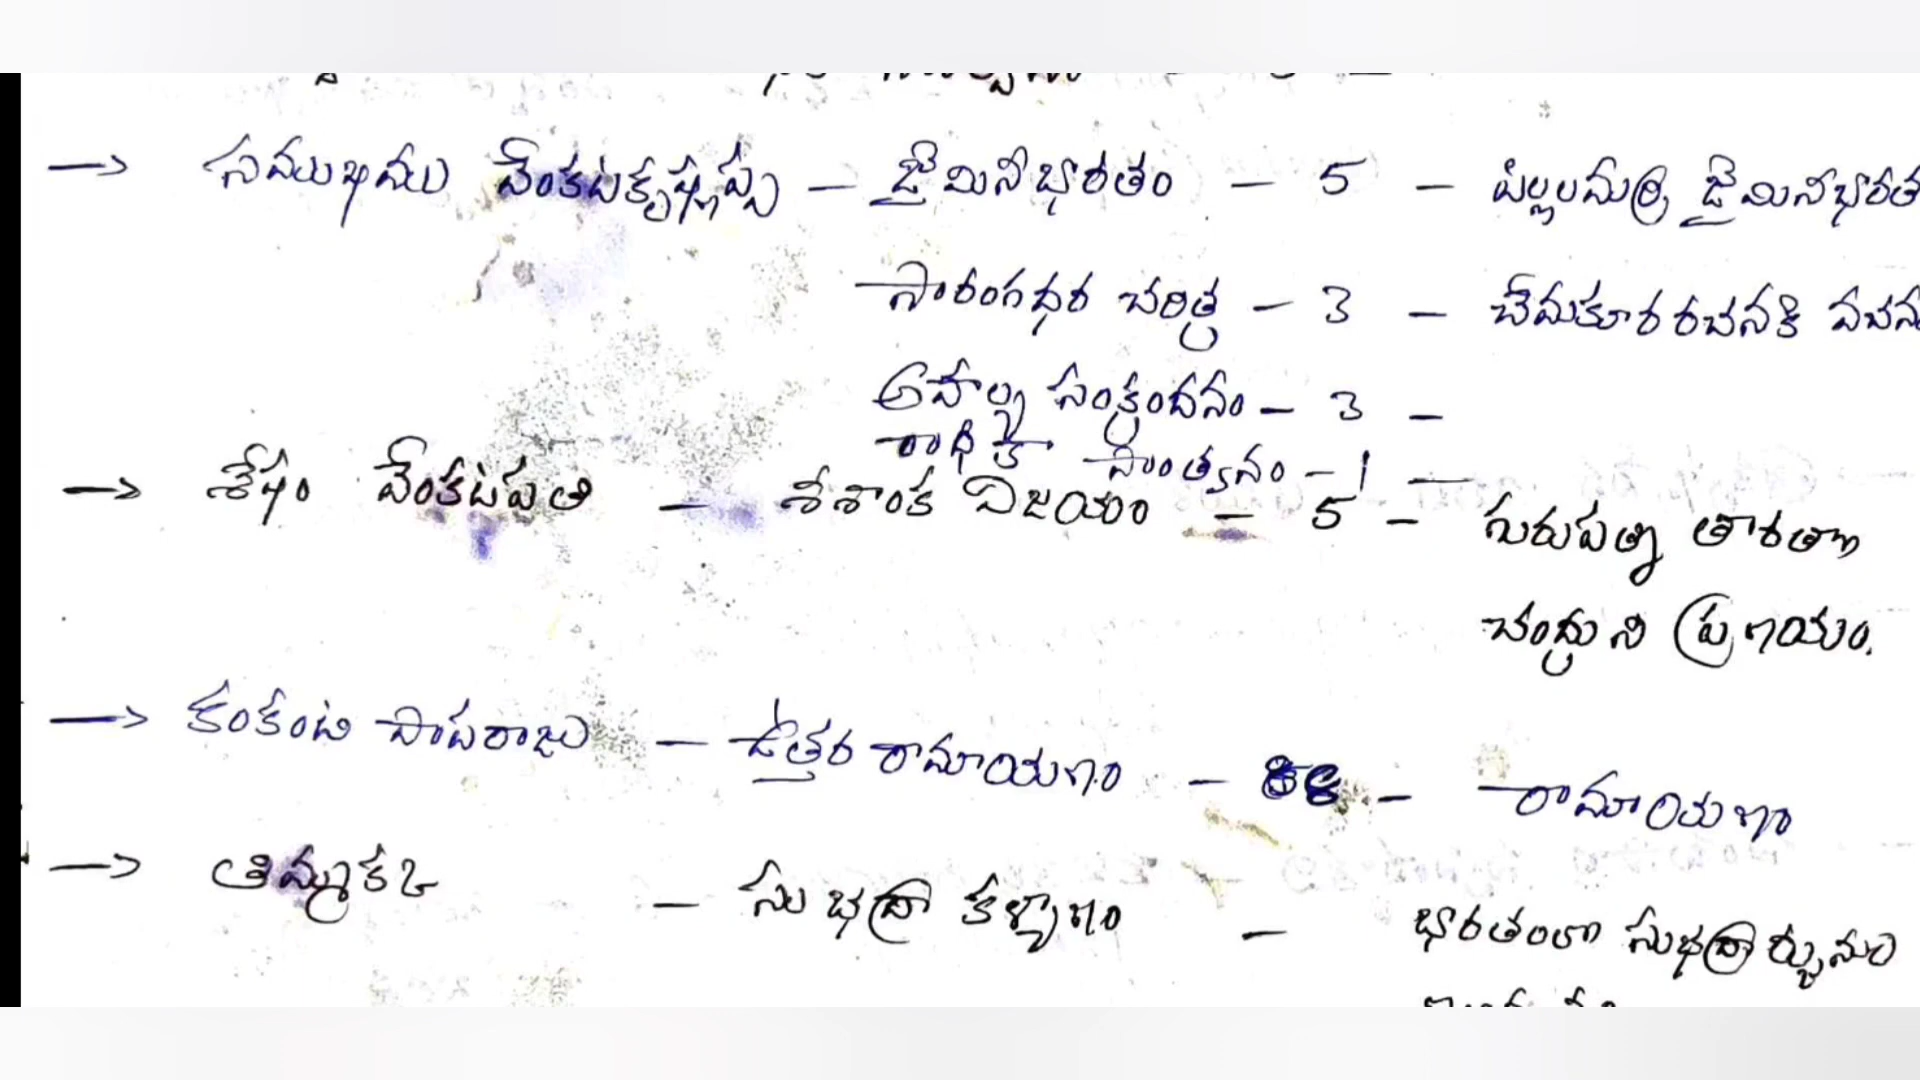 → సముఖము వేంకటకృష్ణప్ప – జైమినీభారతం – 5 – పిల్లలమర్రి జైమినీభారత
సారంగధర చరిత్ర – 3 – చేమకూర రచనకి వచన
అహల్యా సంక్రందనం – 3 –
రాధికా సాంత్వనం – 1 –
→ శేషం వేంకటపతి – శశాంక విజయం – 5 – గురుపత్ని తారతా
చంద్రుని ప్రణయం.
→ కంకంటి పాపరాజు – ఉత్తర రామాయణం – 8 – రామాయణా
→ తిమ్మకవి – సుభద్రా కళ్యాణం – భారతంలా సుభద్రార్జునుల